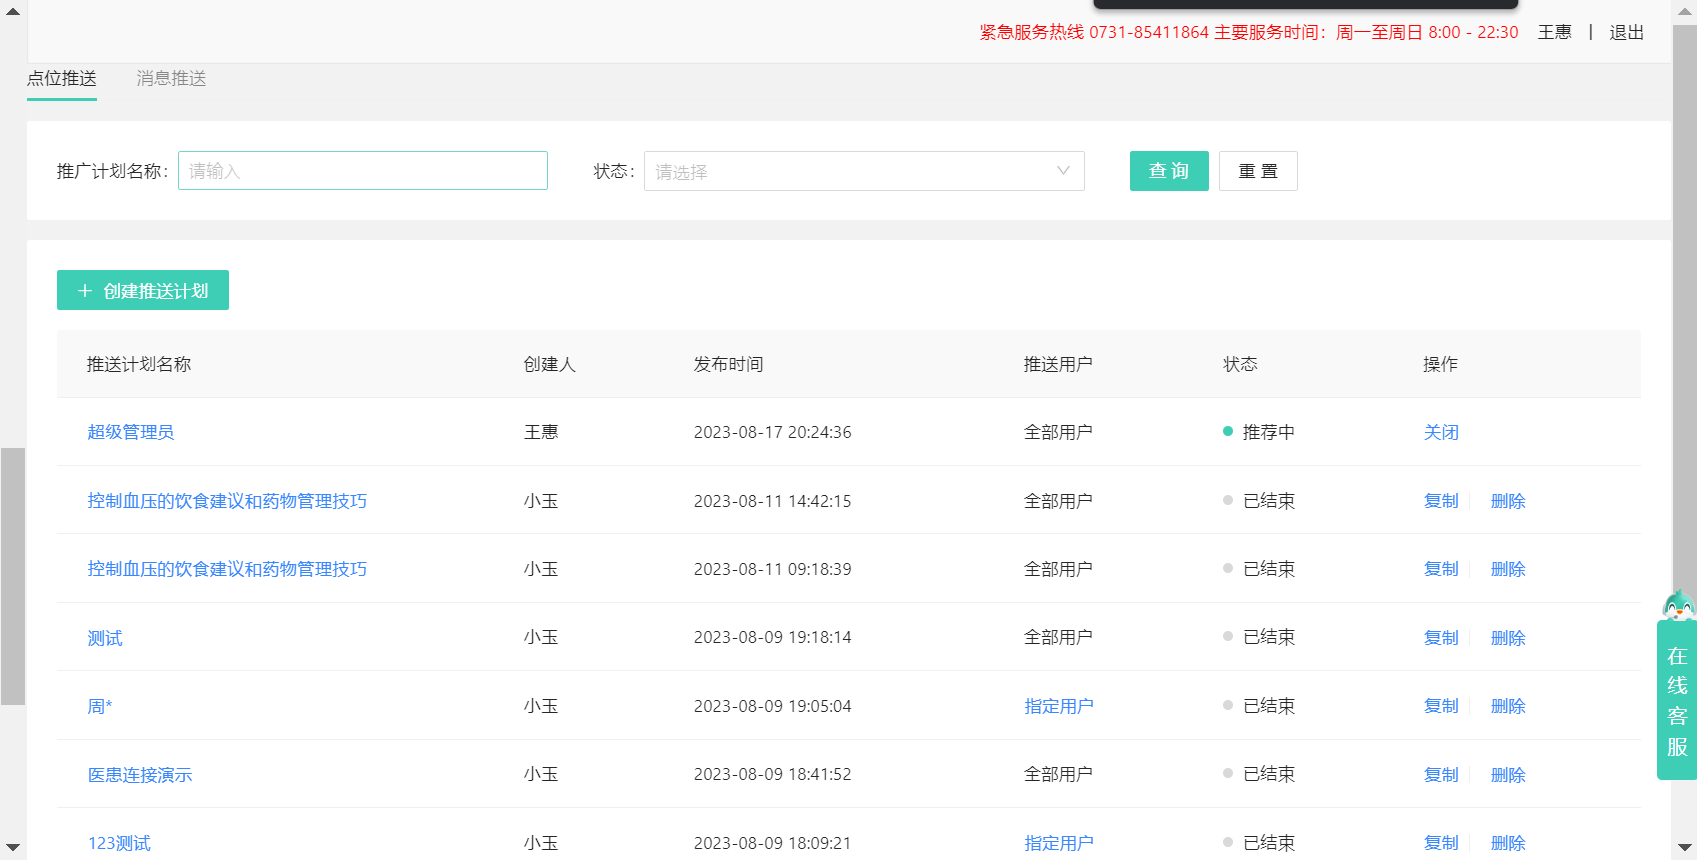 紧急服务热线 0731-85411864 主要服务时间：周一至周日 8:00 - 22:30 王惠 | 退出
点位推送 消息推送
推广计划名称： 请输入 状态： 请选择 查 询 重 置
创建推送计划
推送计划名称 创建人 发布时间 推送用户 状态 操作
超级管理员 王惠 2023-08-17 20:24:36 全部用户 推荐中 关闭
控制血压的饮食建议和药物管理技巧 小玉 2023-08-11 14:42:15 全部用户 已结束 复制 删除
控制血压的饮食建议和药物管理技巧 小玉 2023-08-11 09:18:39 全部用户 已结束 复制 删除
测试 小玉 2023-08-09 19:18:14 全部用户 已结束 复制 删除
周* 小玉 2023-08-09 19:05:04 指定用户 已结束 复制 删除
医患连接演示 小玉 2023-08-09 18:41:52 全部用户 已结束 复制 删除
123测试 小玉 2023-08-09 18:09:21 指定用户 已结束 复制 删除
在线客服